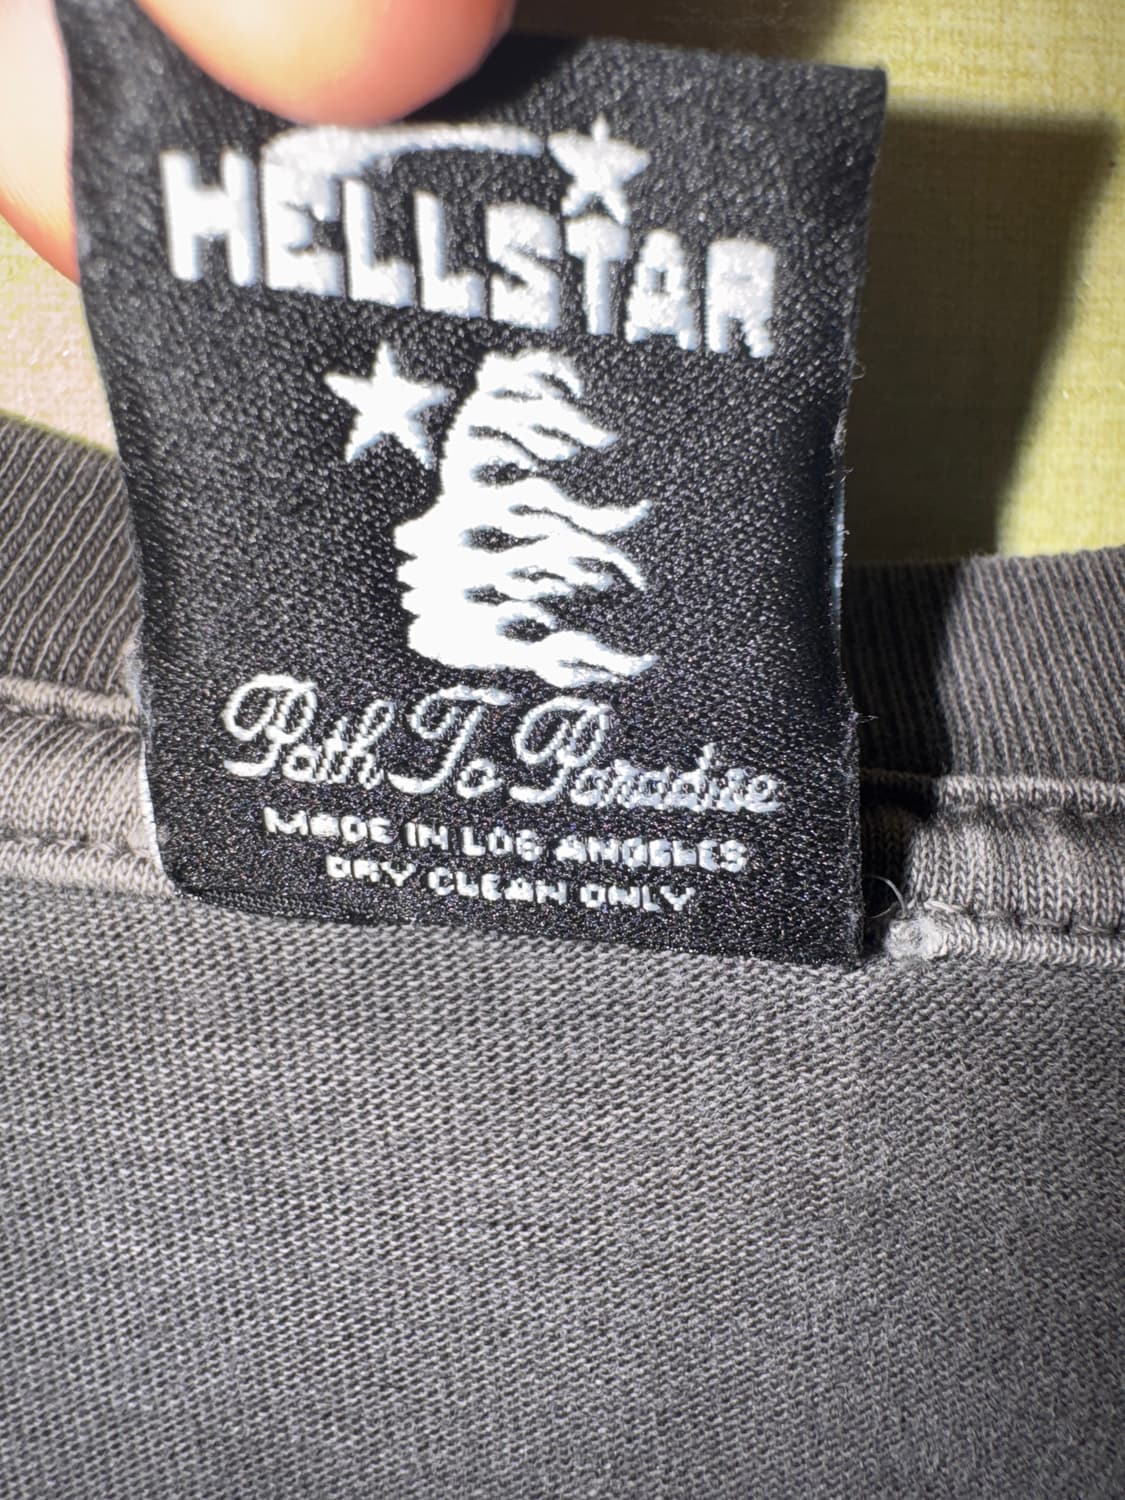 HELLSTAR
Path To Paradise
MADE IN LOS ANGELES
DRY CLEAN ONLY